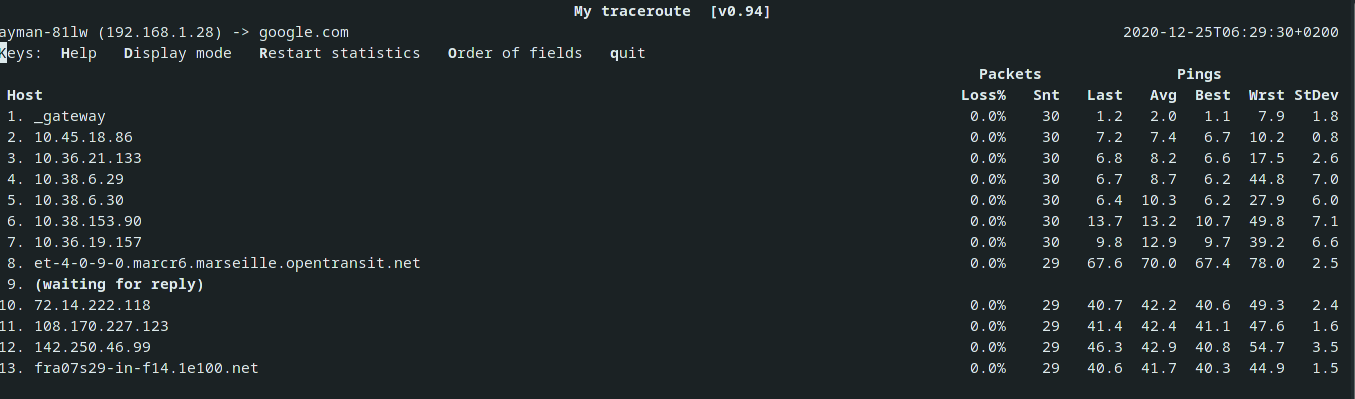 My traceroute [v0.94]
ayman-81lw (192.168.1.28) -> google.com 2020-12-25T06:29:30+0200
Keys: Help Display mode Restart statistics Order of fields quit
Packets Pings
Host Loss% Snt Last Avg Best Wrst StDev
1. _gateway 0.0% 30 1.2 2.0 1.1 7.9 1.8
2. 10.45.18.86 0.0% 30 7.2 7.4 6.7 10.2 0.8
3. 10.36.21.133 0.0% 30 6.8 8.2 6.6 17.5 2.6
4. 10.38.6.29 0.0% 30 6.7 8.7 6.2 44.8 7.0
5. 10.38.6.30 0.0% 30 6.4 10.3 6.2 27.9 6.0
6. 10.38.153.90 0.0% 30 13.7 13.2 10.7 49.8 7.1
7. 10.36.19.157 0.0% 30 9.8 12.9 9.7 39.2 6.6
8. et-4-0-9-0.marcr6.marseille.opentransit.net 0.0% 29 67.6 70.0 67.4 78.0 2.5
9. (waiting for reply)
10. 72.14.222.118 0.0% 29 40.7 42.2 40.6 49.3 2.4
11. 108.170.227.123 0.0% 29 41.4 42.4 41.1 47.6 1.6
12. 142.250.46.99 0.0% 29 46.3 42.9 40.8 54.7 3.5
13. fra07s29-in-f14.1e100.net 0.0% 29 40.6 41.7 40.3 44.9 1.5